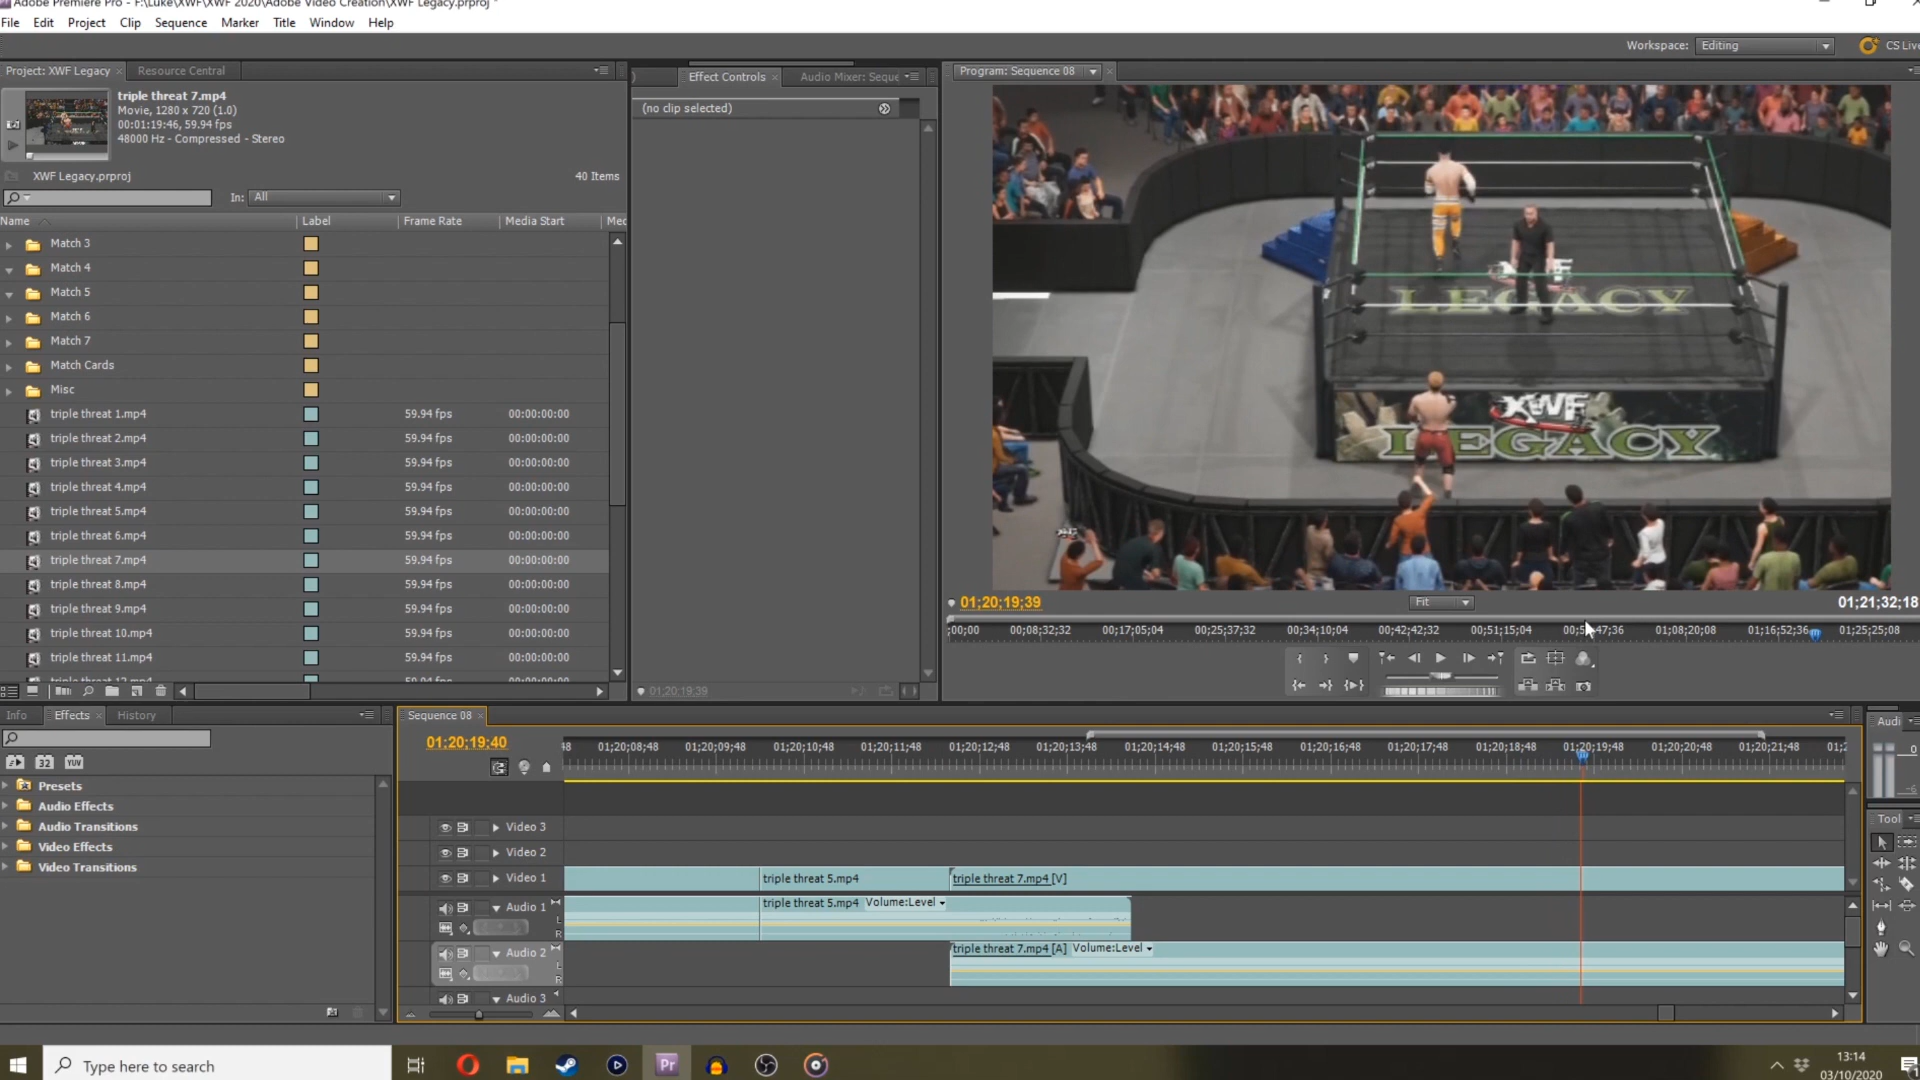 Adobe Premiere Pro - F:\Luke\XWF\XWF 2020\Adobe Video Creation\XWF Legacy.prproj *
File Edit Project Clip Sequence Marker Title Window Help
Workspace: Editing CS Live
Project: XWF Legacy Resource Central
Effect Controls Audio Mixer: Seque
Program: Sequence 08
triple threat 7.mp4
Movie, 1280 x 720 (1.0)
00:01:19:46, 59.94 fps
48000 Hz - Compressed - Stereo
(no clip selected)
XWF Legacy.prproj 40 Items
In: All
Name Label Frame Rate Media Start Mec
Match 3
Match 4
Match 5
Match 6
Match 7
Match Cards
Misc
triple threat 1.mp4 59.94 fps 00:00:00:00
triple threat 2.mp4 59.94 fps 00:00:00:00
triple threat 3.mp4 59.94 fps 00:00:00:00
triple threat 4.mp4 59.94 fps 00:00:00:00
triple threat 5.mp4 59.94 fps 00:00:00:00
triple threat 6.mp4 59.94 fps 00:00:00:00
triple threat 7.mp4 59.94 fps 00:00:00:00
triple threat 8.mp4 59.94 fps 00:00:00:00
triple threat 9.mp4 59.94 fps 00:00:00:00
triple threat 10.mp4 59.94 fps 00:00:00:00
triple threat 11.mp4 59.94 fps 00:00:00:00
LEGACY
XWF
LEGACY
01;20;19;39 Fit 01;21;32;18
;00;00 00;08;32;32 00;17;05;04 00;25;37;32 00;34;10;04 00;42;42;32 00;51;15;04 47;36 01;08;20;08 01;16;52;36 01;25;25;08
01;20;19;39
Info Effects History
32 YUV
Presets
Audio Effects
Audio Transitions
Video Effects
Video Transitions
Sequence 08
01:20:19:40
48 01;20;08;48 01;20;09;48 01;20;10;48 01;20;11;48 01;20;12;48 01;20;13;48 01;20;14;48 01;20;15;48 01;20;16;48 01;20;17;48 01;20;18;48 01;20;19;48 01;20;20;48 01;20;21;48 01;2
Video 3
Video 2
Video 1 triple threat 5.mp4 triple threat 7.mp4 [V]
Audio 1 triple threat 5.mp4 Volume:Level
L
R
Audio 2 triple threat 7.mp4 [A] Volume:Level
L
R
Audio 3
Audi
0
-6
Tool
Type here to search
Pr
13:14
03/10/2020